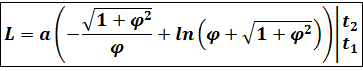 L = a(-√(1 + φ²)/φ + ln(φ + √(1 + φ²)))|t₂ t₁